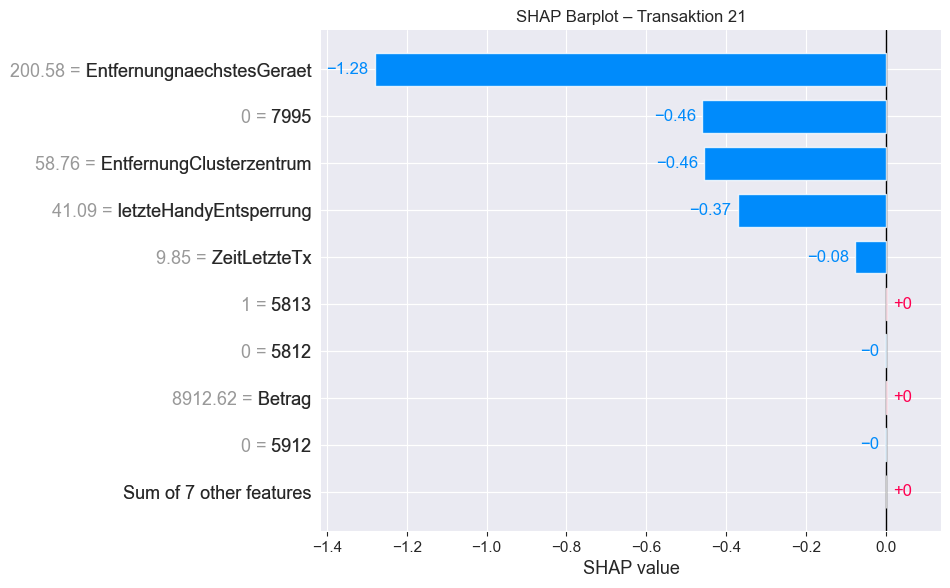 SHAP Barplot – Transaktion 21
200.58 = EntfernungnaechstesGeraet −1.28
0 = 7995 −0.46
58.76 = EntfernungClusterzentrum −0.46
41.09 = letzteHandyEntsperrung −0.37
9.85 = ZeitLetzteTx −0.08
1 = 5813 +0
0 = 5812 −0
8912.62 = Betrag +0
0 = 5912 −0
Sum of 7 other features +0
−1.4 −1.2 −1.0 −0.8 −0.6 −0.4 −0.2 0.0
SHAP value